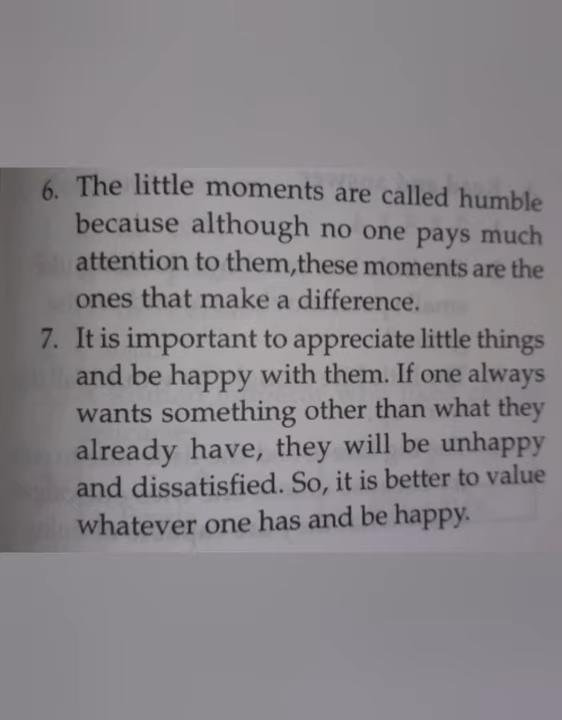 6. The little moments are called humble
because although no one pays much
attention to them,these moments are the
ones that make a difference.
7. It is important to appreciate little things
and be happy with them. If one always
wants something other than what they
already have, they will be unhappy
and dissatisfied. So, it is better to value
whatever one has and be happy.